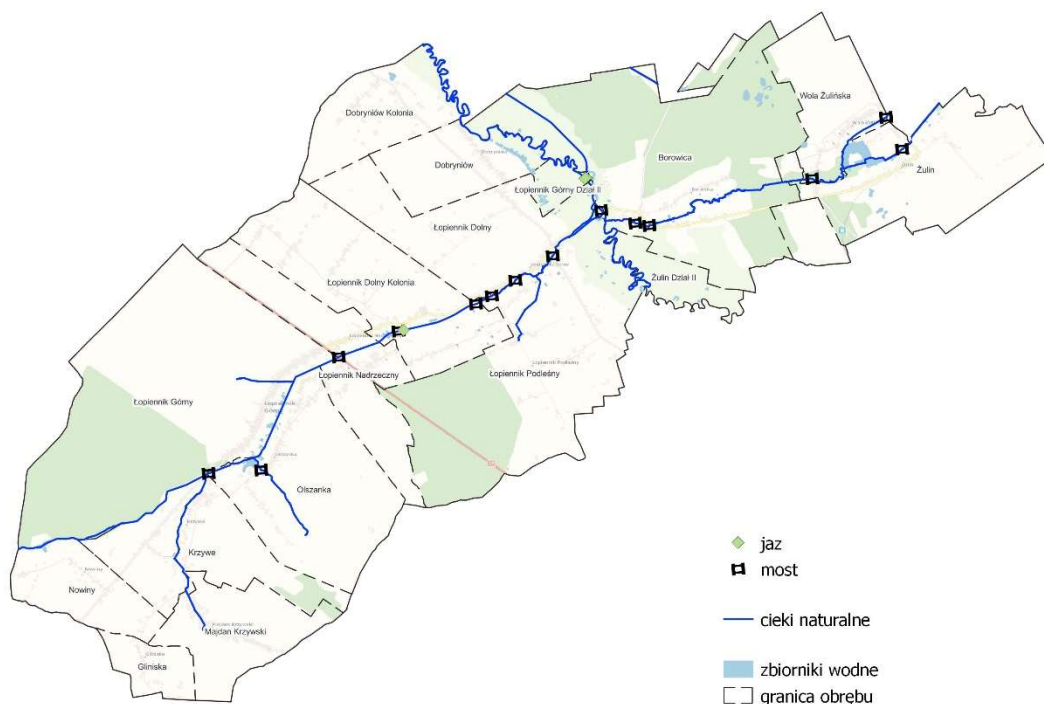 Wola Żulińska
Dobryniów Kolonia
Borowica
Dobryniów
Żulin
Łopiennik Górny Dział II
Łopiennik Dolny
Żulin Dział II
Łopiennik Dolny Kolonia
Łopiennik Podleśny
Łopiennik Podleśny
Łopiennik Nadrzeczny
Łopiennik Górny
Olszanka
jaz
most
Krzywe
Nowiny
cieki naturalne
Majdan Krzywski
Gliniska
zbiorniki wodne
granica obrębu